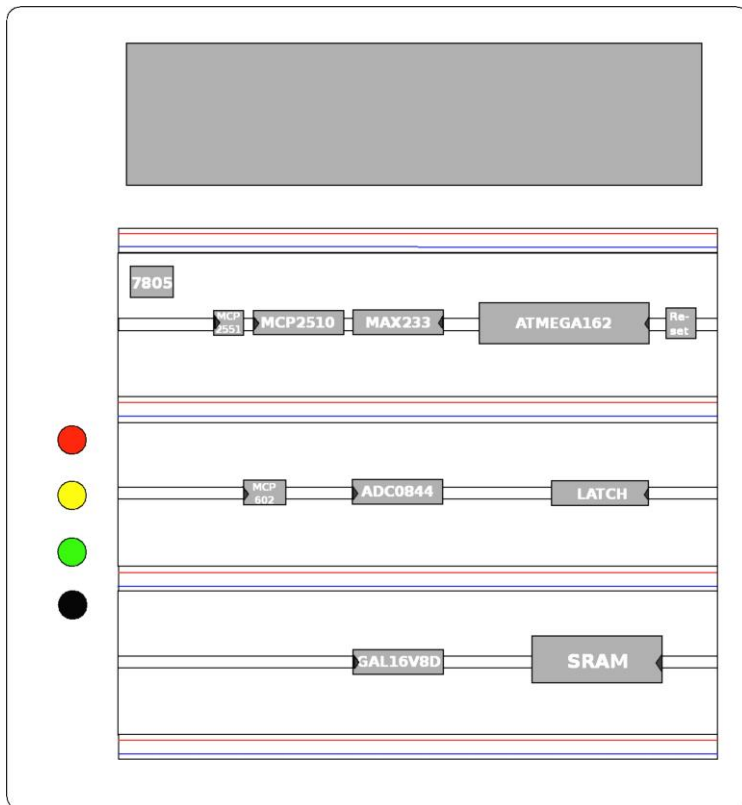 7805
MCP
2551
MCP2510
MAX233
ATMEGA162
Re-
set
MCP
602
ADC0844
LATCH
GAL16V8D
SRAM